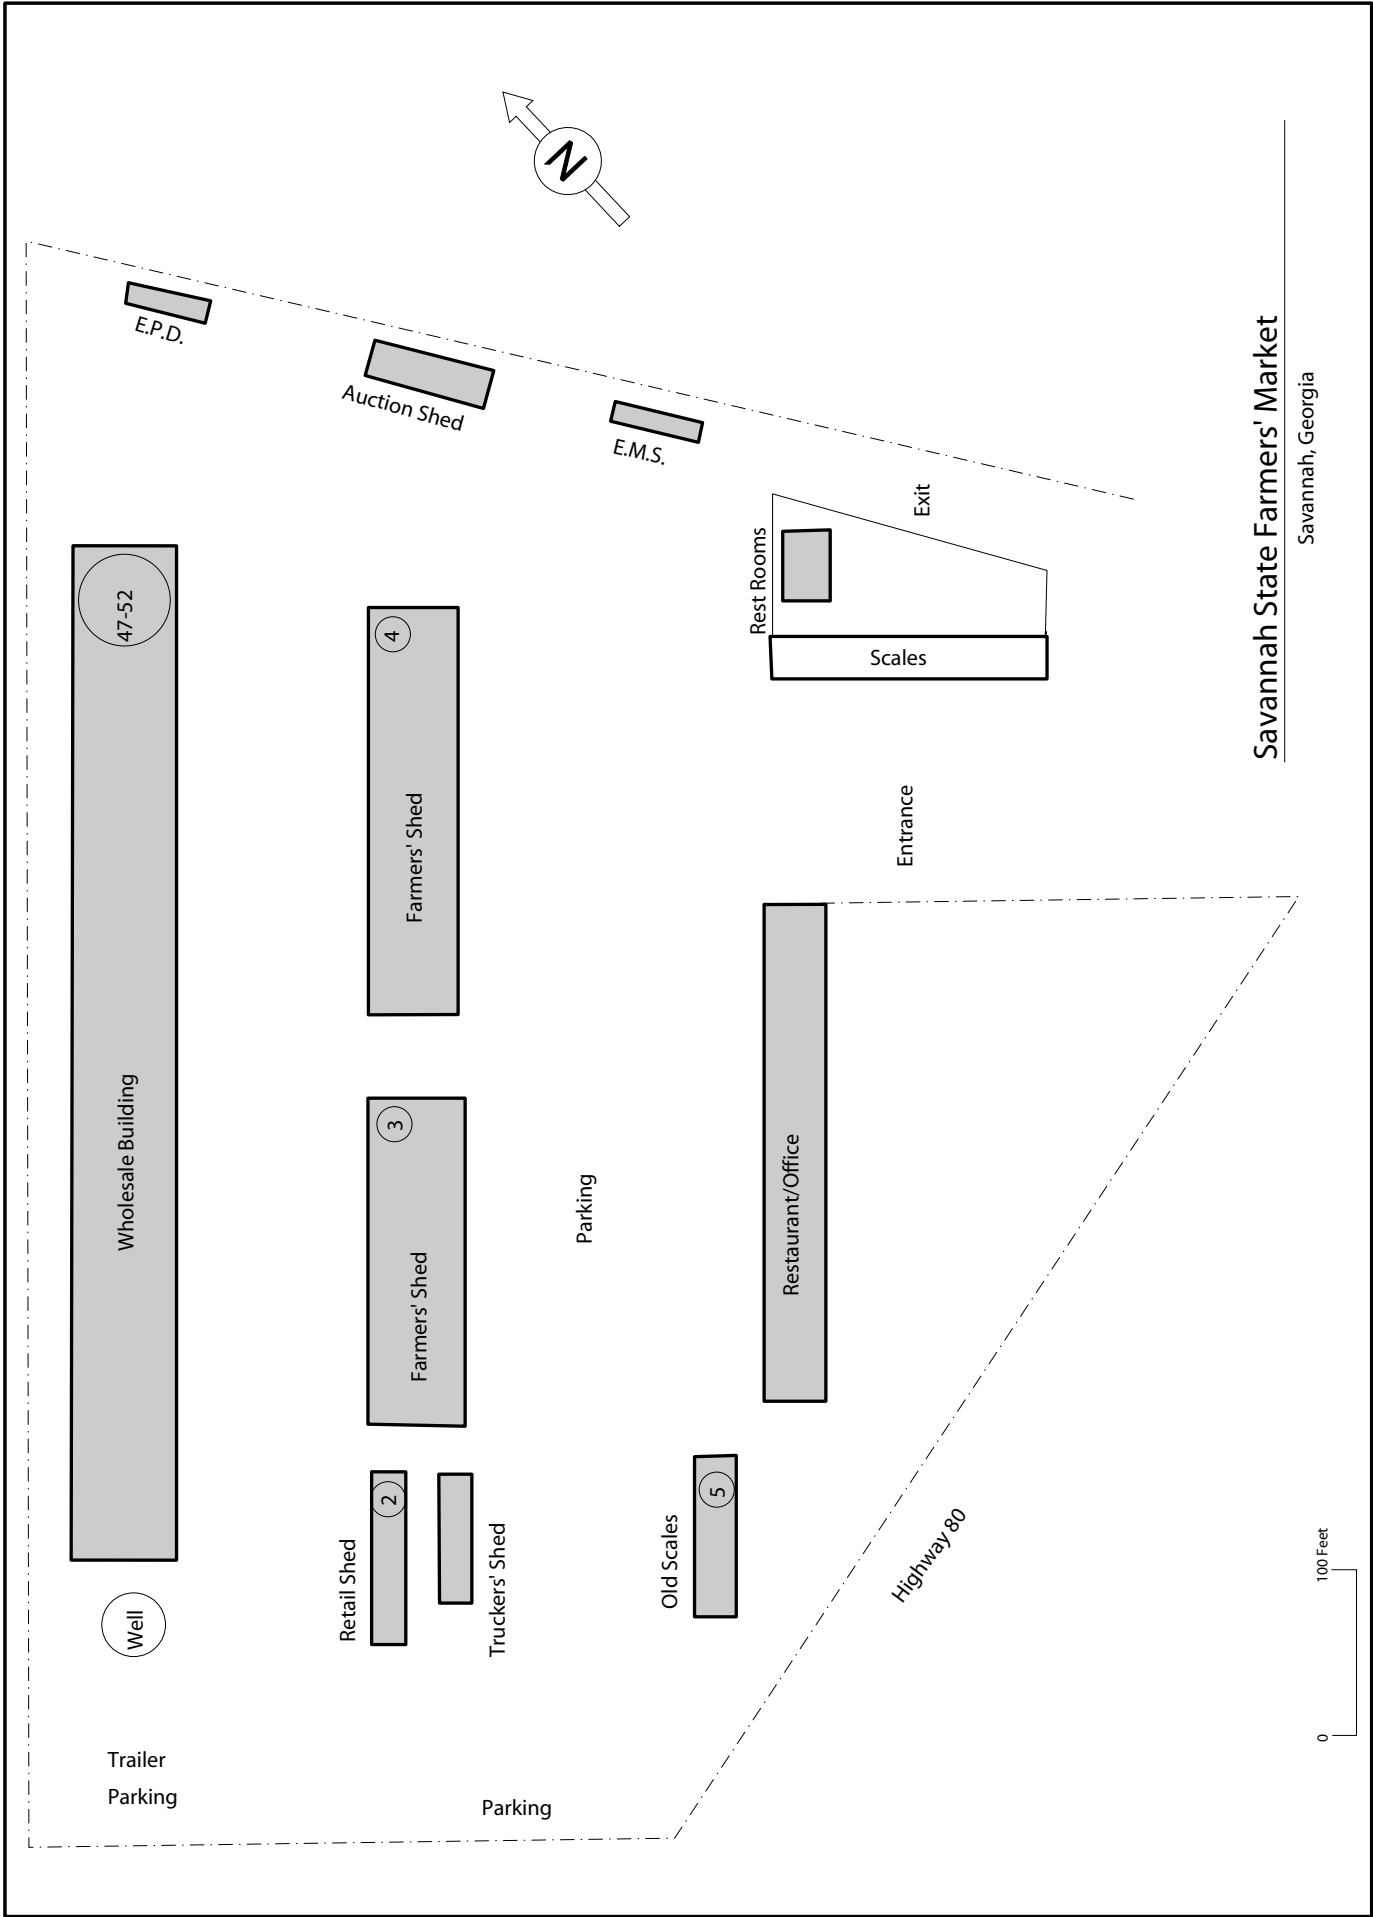 N
E.P.D.
Auction Shed
E.M.S.
Exit
Rest Rooms
Scales
Entrance
47-52
Wholesale Building
4
Farmers' Shed
3
Farmers' Shed
Parking
Restaurant/Office
2
Retail Shed
Truckers' Shed
5
Old Scales
Well
Trailer
Parking
Parking
Highway 80
Savannah State Farmers' Market
Savannah, Georgia
0
100 Feet